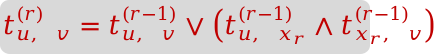 t_{u, v}^{(r)} = t_{u, v}^{(r−1)} ∨ (t_{u, x_r}^{(r−1)} ∧ t_{x_r, v}^{(r−1)})